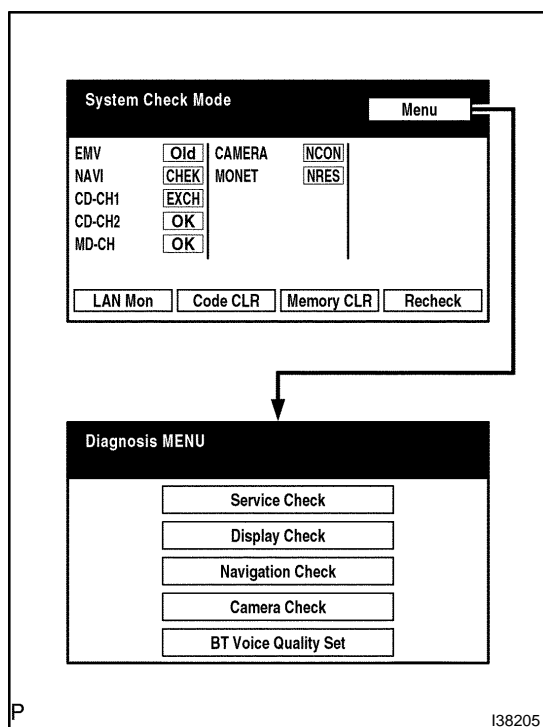 System Check Mode
Menu
EMV Old CAMERA NCON
NAVI CHEK MONET NRES
CD-CH1 EXCH
CD-CH2 OK
MD-CH OK
LAN Mon Code CLR Memory CLR Recheck
Diagnosis MENU
Service Check
Display Check
Navigation Check
Camera Check
BT Voice Quality Set
P
I38205